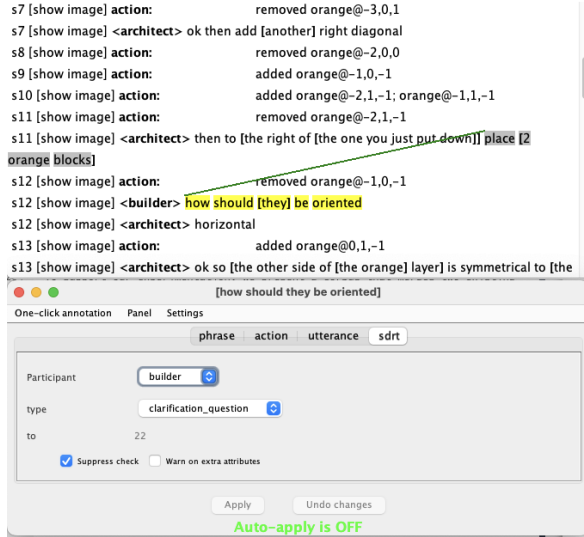 s7 [show image] action: removed orange@-3,0,1
s7 [show image] <architect> ok then add [another] right diagonal
s8 [show image] action: removed orange@-2,0,0
s9 [show image] action: added orange@-1,0,-1
s10 [show image] action: added orange@-2,1,-1; orange@-1,1,-1
s11 [show image] action: removed orange@-2,1,-1
s11 [show image] <architect> then to [the right of [the one you just put down]] place [2
orange blocks]
s12 [show image] action: removed orange@-1,0,-1
s12 [show image] <builder> how should [they] be oriented
s12 [show image] <architect> horizontal
s13 [show image] action: added orange@0,1,-1
s13 [show image] <architect> ok so [the other side of [the orange] layer] is symmetrical to [the
[how should they be oriented]
One-click annotation Panel Settings
phrase action utterance sdrt
Participant builder
type clarification_question
to 22
Suppress check Warn on extra attributes
Apply Undo changes
Auto-apply is OFF